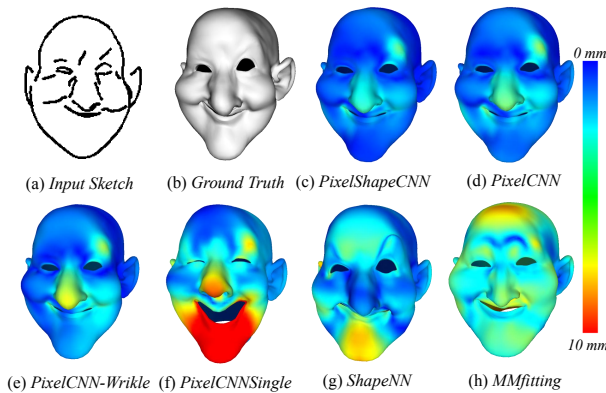 0 mm
(a) Input Sketch
(b) Ground Truth
(c) PixelShapeCNN
(d) PixelCNN
10 mm
(e) PixelCNN-Wrikle
(f) PixelCNNSingle
(g) ShapeNN
(h) MMfitting